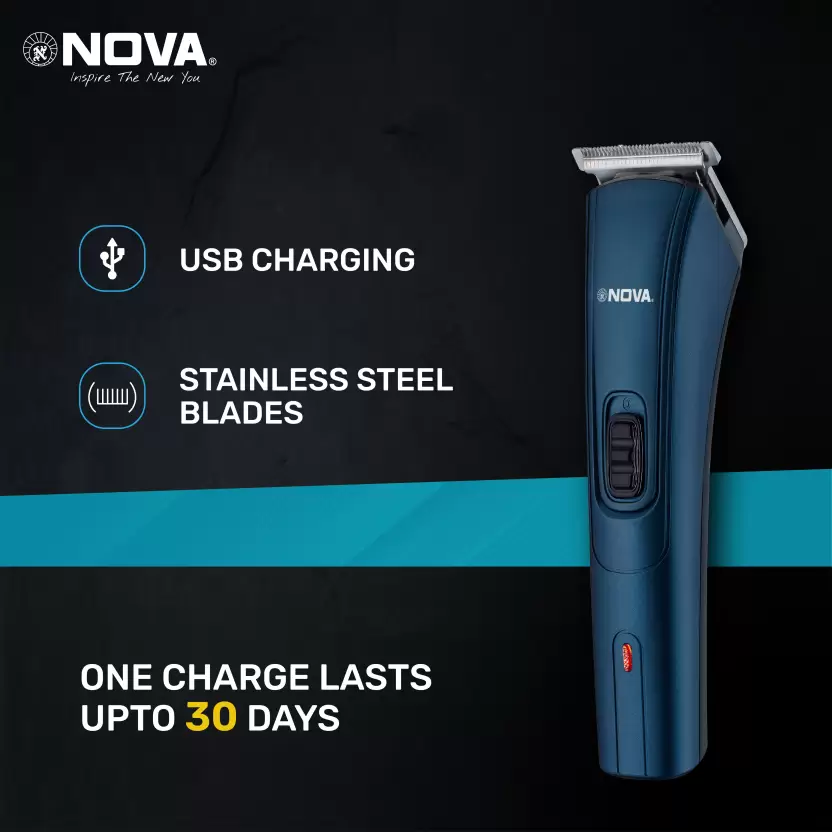 NOVA®
Inspire The New You
USB CHARGING
NOVA.
STAINLESS STEEL
BLADES
ONE CHARGE LASTS
UPTO 30 DAYS